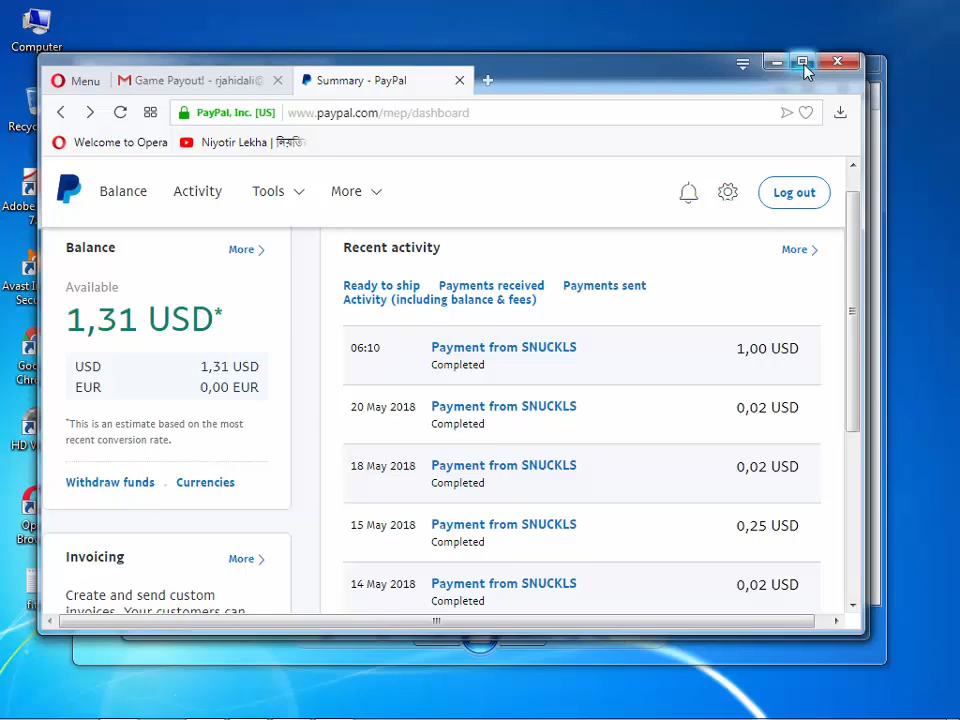 Computer
Menu
Game Payout! - rjahidali@
Summary - PayPal
PayPal, Inc. [US]
www.paypal.com/mep/dashboard
Welcome to Opera
Niyotir Lekha |
Balance
Activity
Tools
More
Log out
Balance
More
Available
1,31 USD*
USD 1,31 USD
EUR 0,00 EUR
*This is an estimate based on the most
recent conversion rate.
Withdraw funds
Currencies
Invoicing
More
Create and send custom
invoices. Your customers can
Recent activity
More
Ready to ship
Payments received
Payments sent
Activity (including balance & fees)
06:10 Payment from SNUCKLS 1,00 USD
Completed
20 May 2018 Payment from SNUCKLS 0,02 USD
Completed
18 May 2018 Payment from SNUCKLS 0,02 USD
Completed
15 May 2018 Payment from SNUCKLS 0,25 USD
Completed
14 May 2018 Payment from SNUCKLS 0,02 USD
Completed
Recyc
Adobe
7.
Avast I
Secu
Goo
Chr
HD V
Op
Bro